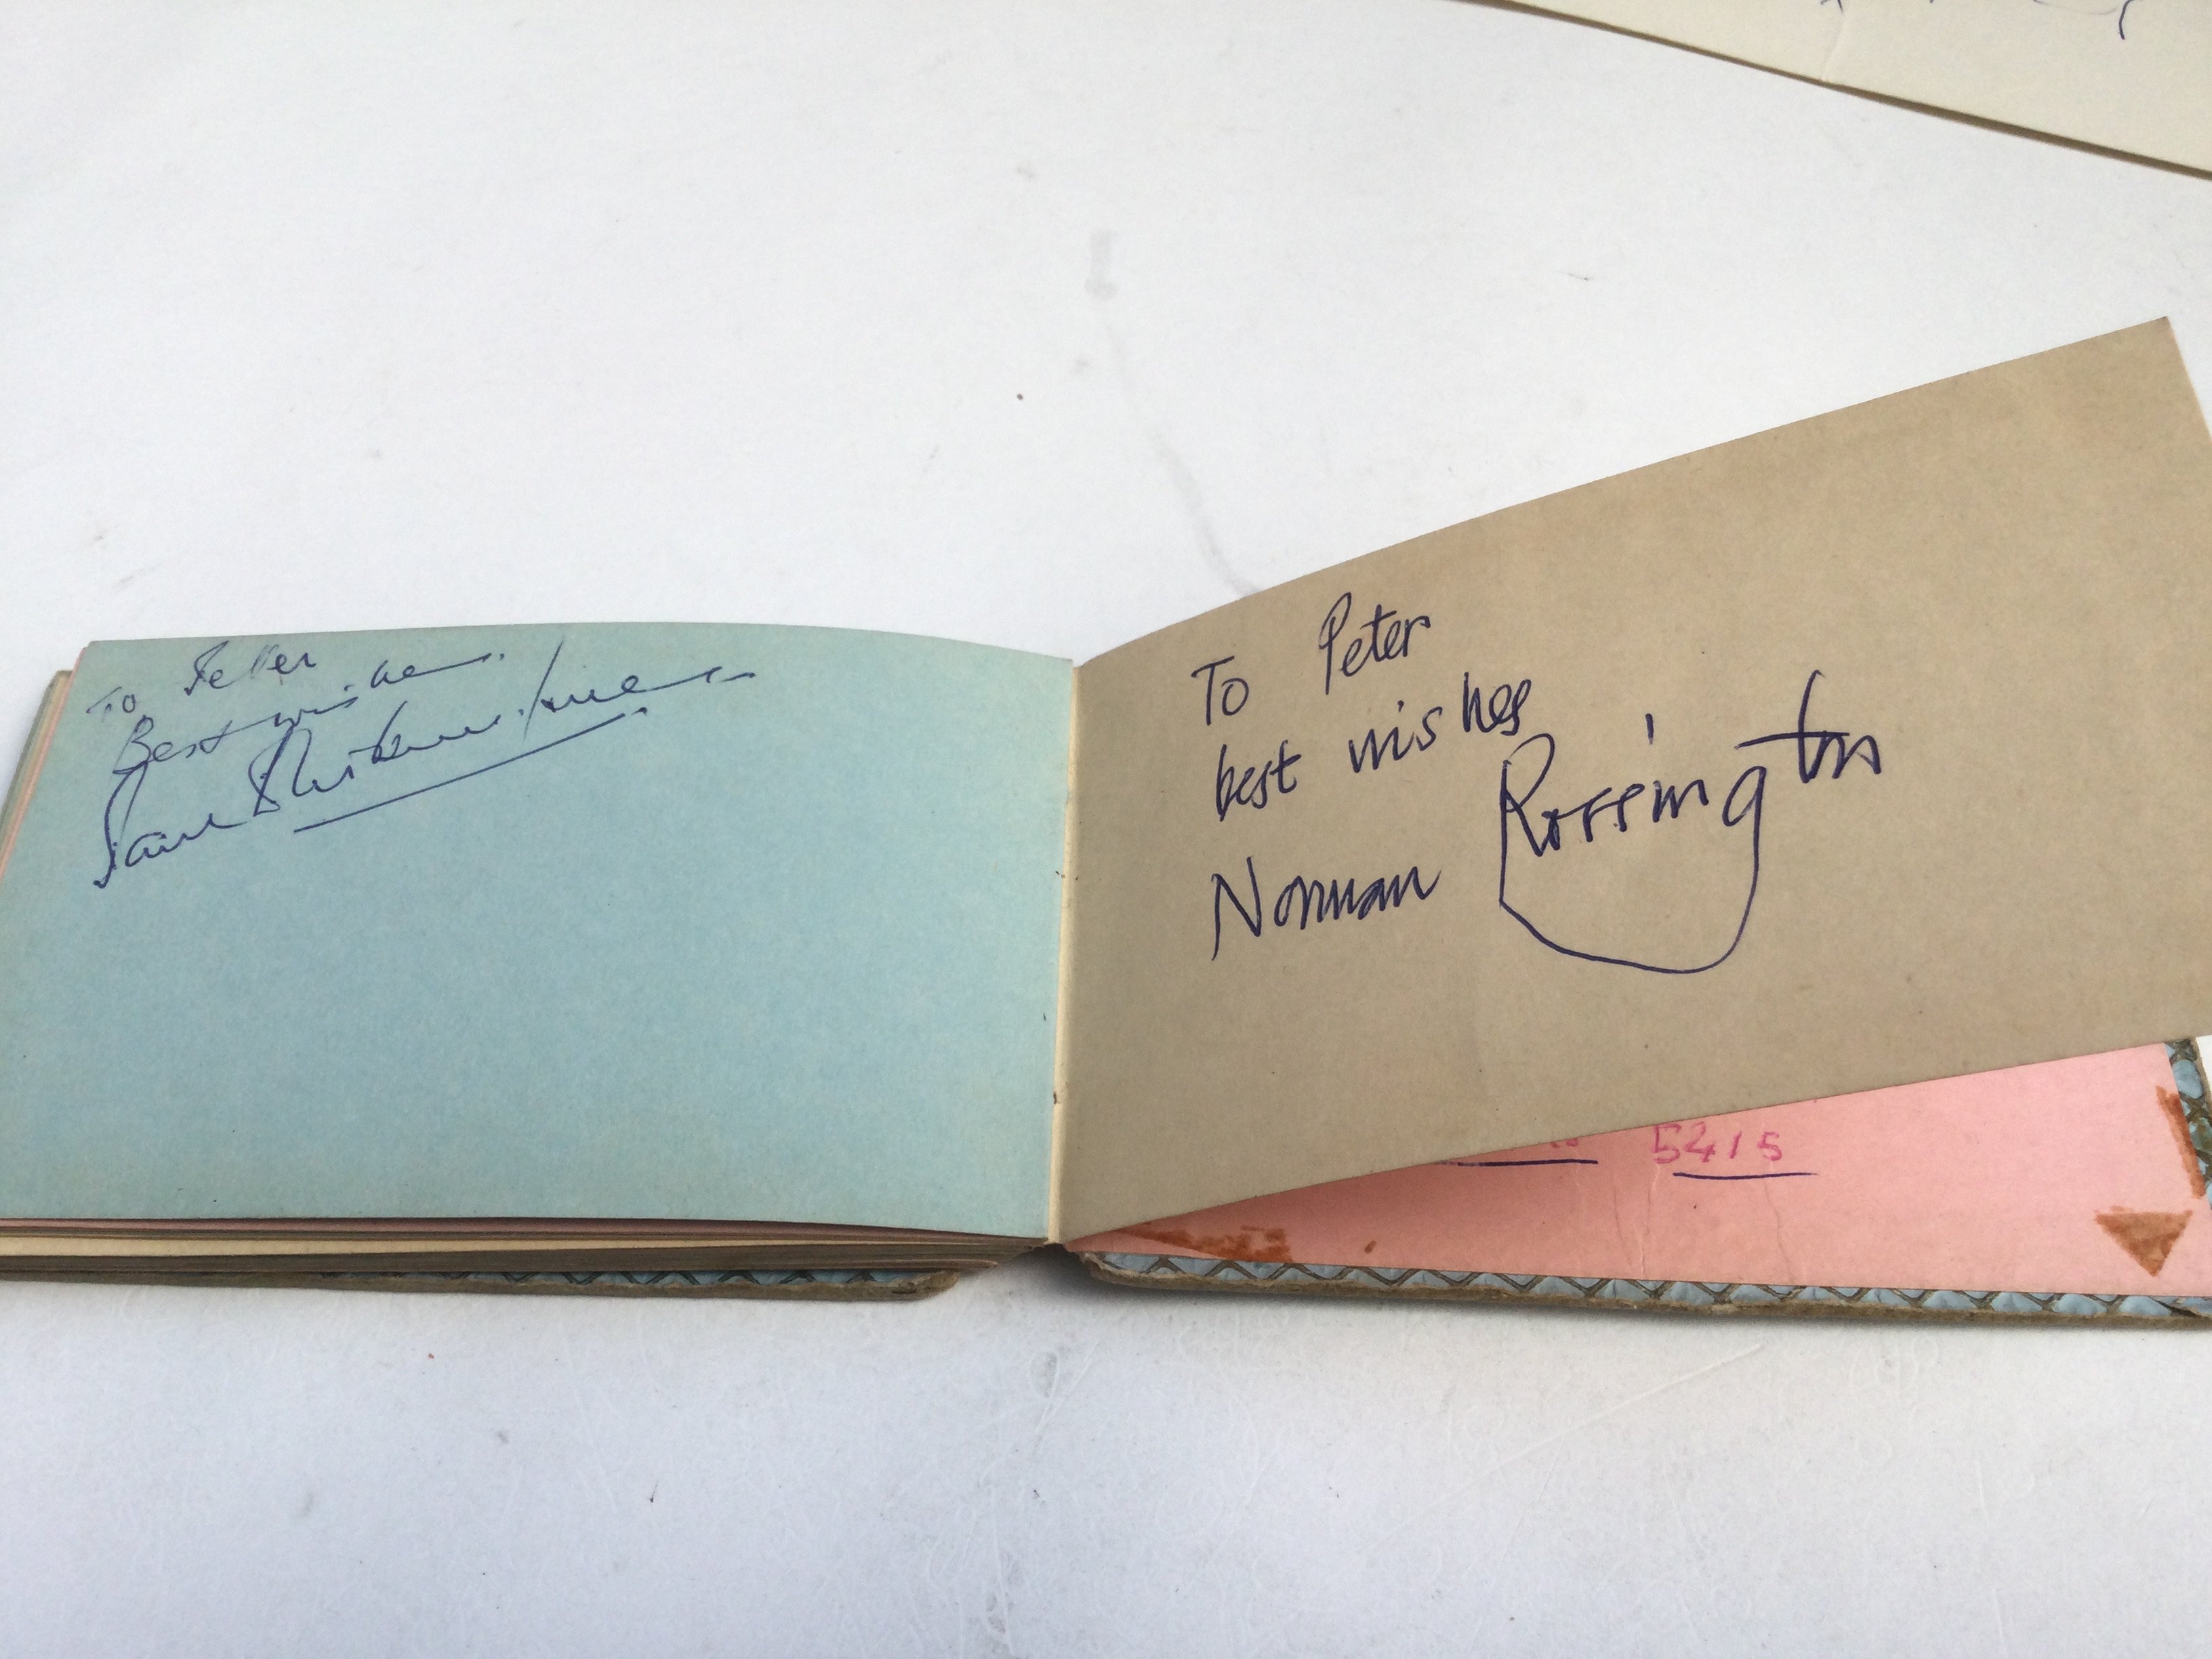 To Peter
Best wishes
To Peter
best wishes
Norman Rossington
5415